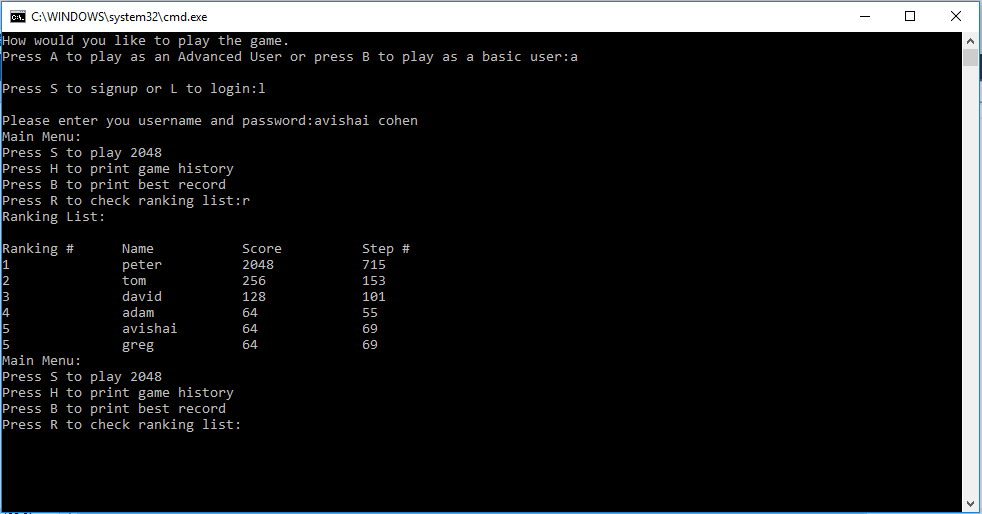 C:\WINDOWS\system32\cmd.exe
How would you like to play the game.
Press A to play as an Advanced User or press B to play as a basic user:a
Press S to signup or L to login:l
Please enter you username and password:avishai cohen
Main Menu:
Press S to play 2048
Press H to print game history
Press B to print best record
Press R to check ranking list:r
Ranking List:
Ranking # Name Score Step #
1 peter 2048 715
2 tom 256 153
3 david 128 101
4 adam 64 55
5 avishai 64 69
5 greg 64 69
Main Menu:
Press S to play 2048
Press H to print game history
Press B to print best record
Press R to check ranking list: